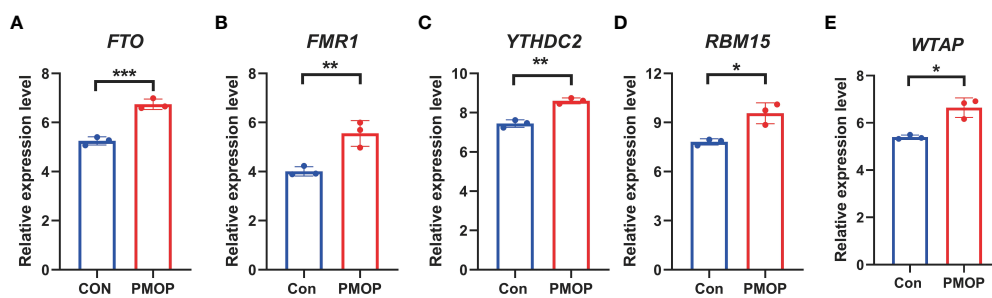 A
FTO
Relative expression level
8
6
4
2
0
***
CON PMOP
B
FMR1
Relative expression level
8
6
4
2
0
**
Con PMOP
C
YTHDC2
Relative expression level
10
8
6
4
2
0
**
Con PMOP
D
RBM15
Relative expression level
12
9
6
3
0
*
Con PMOP
E
WTAP
Relative expression level
8
6
4
2
0
*
Con PMOP